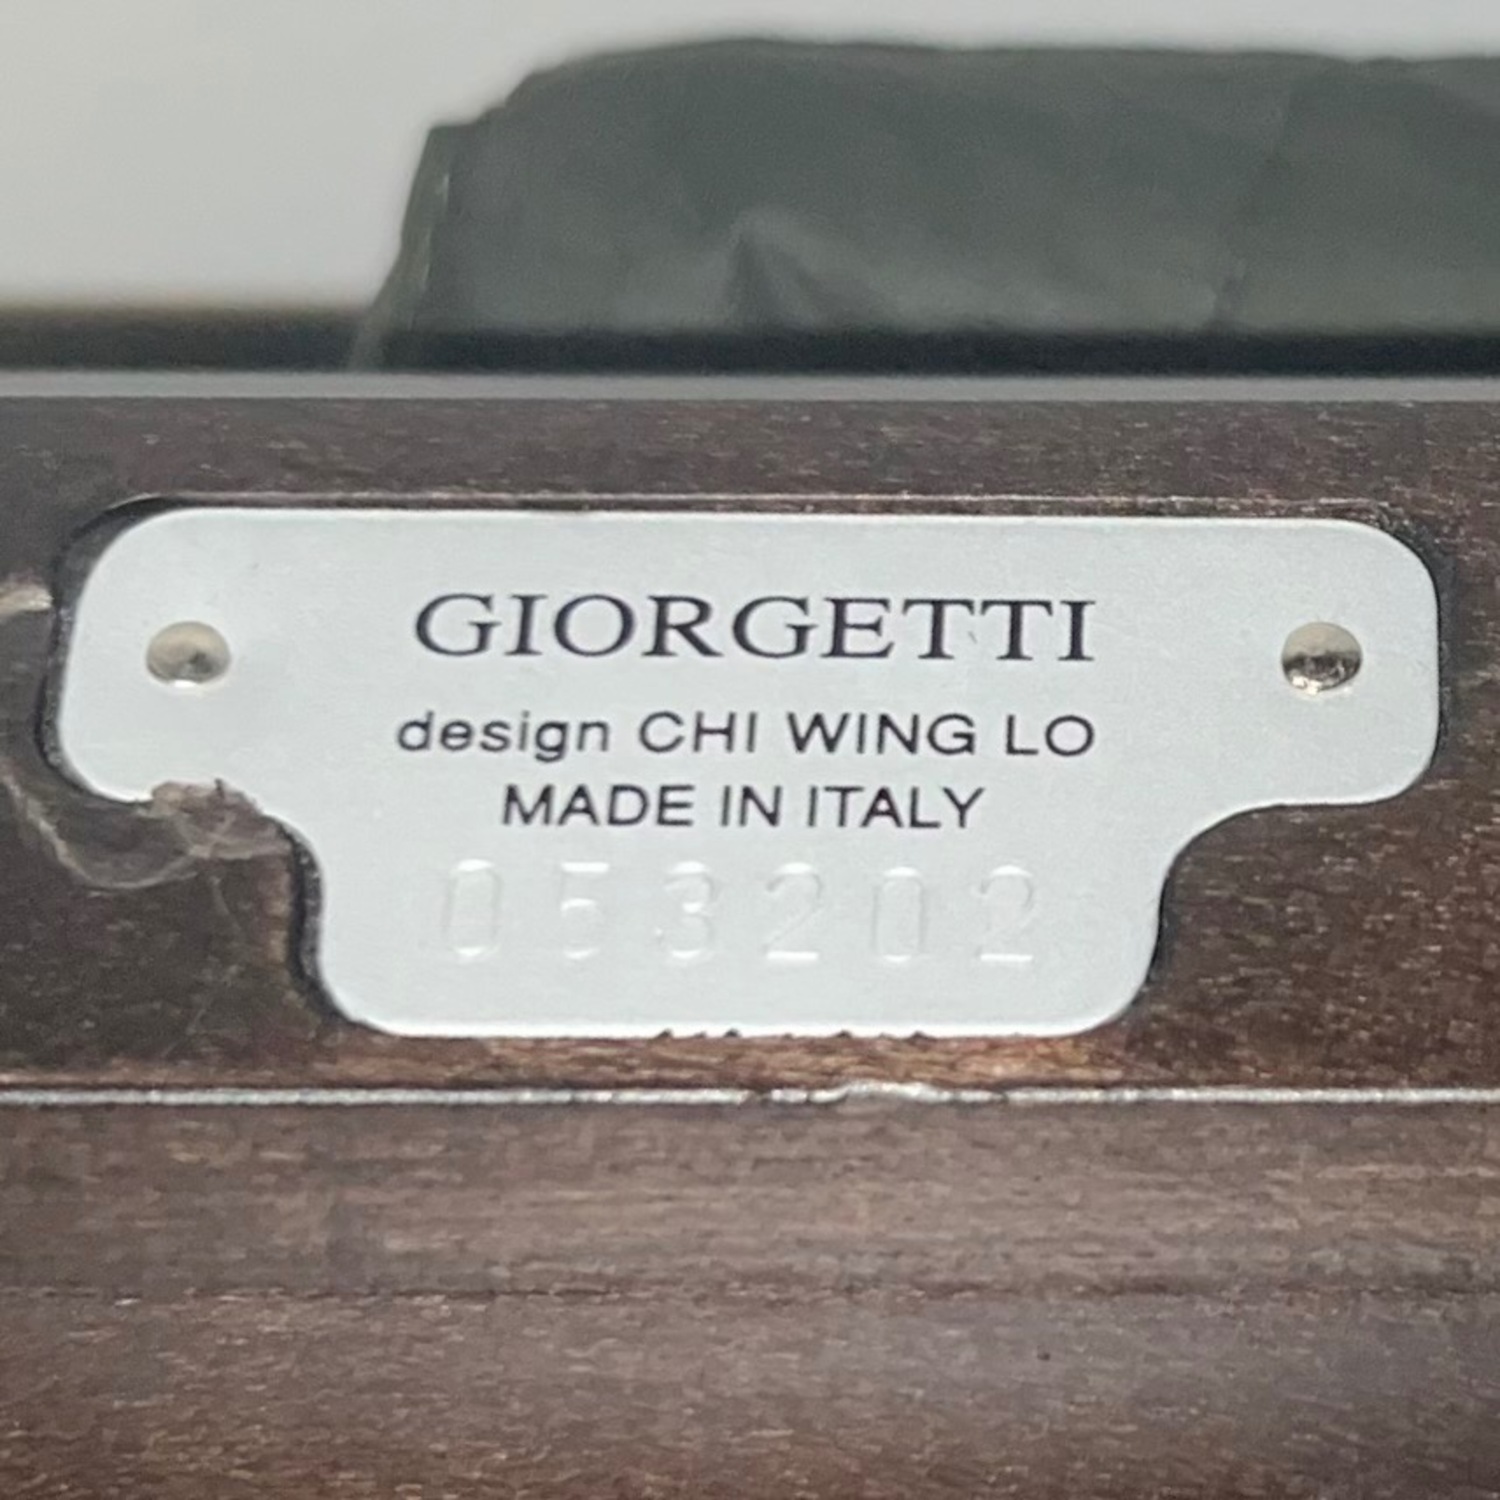 GIORGETTI
design CHI WING LO
MADE IN ITALY
053202